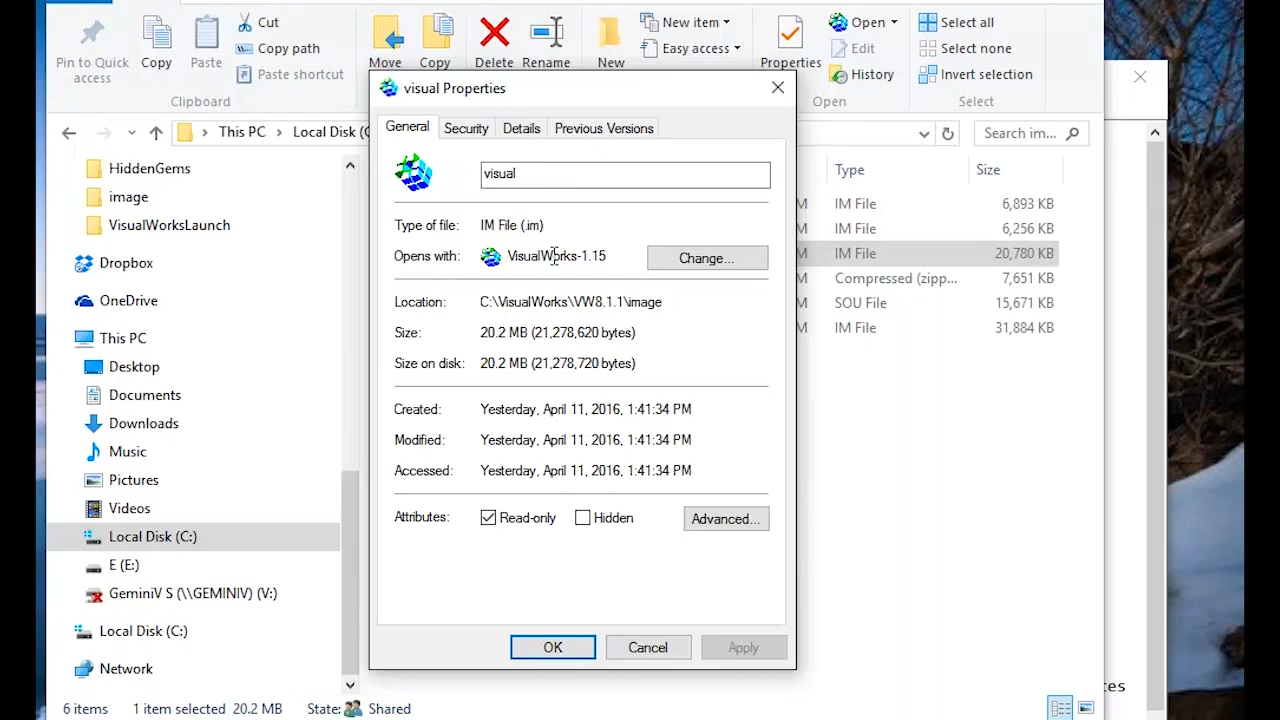 Cut
Copy path
Paste shortcut
Pin to Quick access
Copy
Paste
Move
Copy
Delete
Rename
New
New item
Easy access
Properties
Open
Edit
History
Select all
Select none
Invert selection
Clipboard
Open
Select
This PC
Local Disk (C
Search im...
HiddenGems
image
VisualWorksLaunch
Dropbox
OneDrive
This PC
Desktop
Documents
Downloads
Music
Pictures
Videos
Local Disk (C:)
E (E:)
GeminiV S (\\GEMINIV) (V:)
Local Disk (C:)
Network
visual Properties
General
Security
Details
Previous Versions
visual
Type of file: IM File (.im)
Opens with: VisualWorks-1.15
Change...
Location: C:\VisualWorks\VW8.1.1\image
Size: 20.2 MB (21,278,620 bytes)
Size on disk: 20.2 MB (21,278,720 bytes)
Created: Yesterday, April 11, 2016, 1:41:34 PM
Modified: Yesterday, April 11, 2016, 1:41:34 PM
Accessed: Yesterday, April 11, 2016, 1:41:34 PM
Attributes: Read-only Hidden
Advanced...
OK
Cancel
Apply
Type Size
M IM File 6,893 KB
M IM File 6,256 KB
M IM File 20,780 KB
M Compressed (zipp... 7,651 KB
M SOU File 15,671 KB
M IM File 31,884 KB
6 items 1 item selected 20.2 MB State: Shared